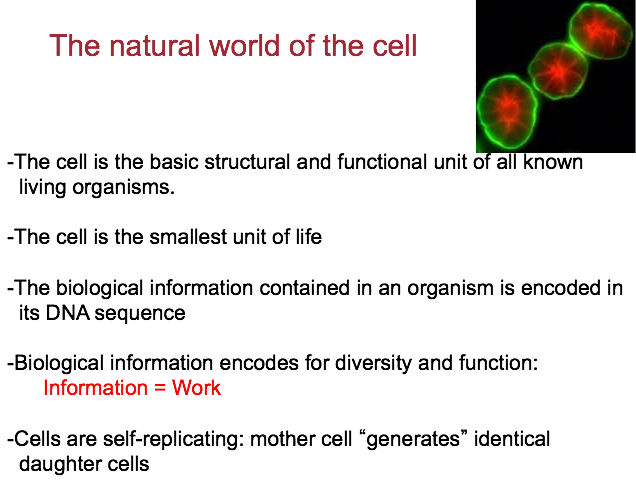 The natural world of the cell
-The cell is the basic structural and functional unit of all known
living organisms.
-The cell is the smallest unit of life
-The biological information contained in an organism is encoded in
its DNA sequence
-Biological information encodes for diversity and function:
Information = Work
-Cells are self-replicating: mother cell “generates” identical
daughter cells